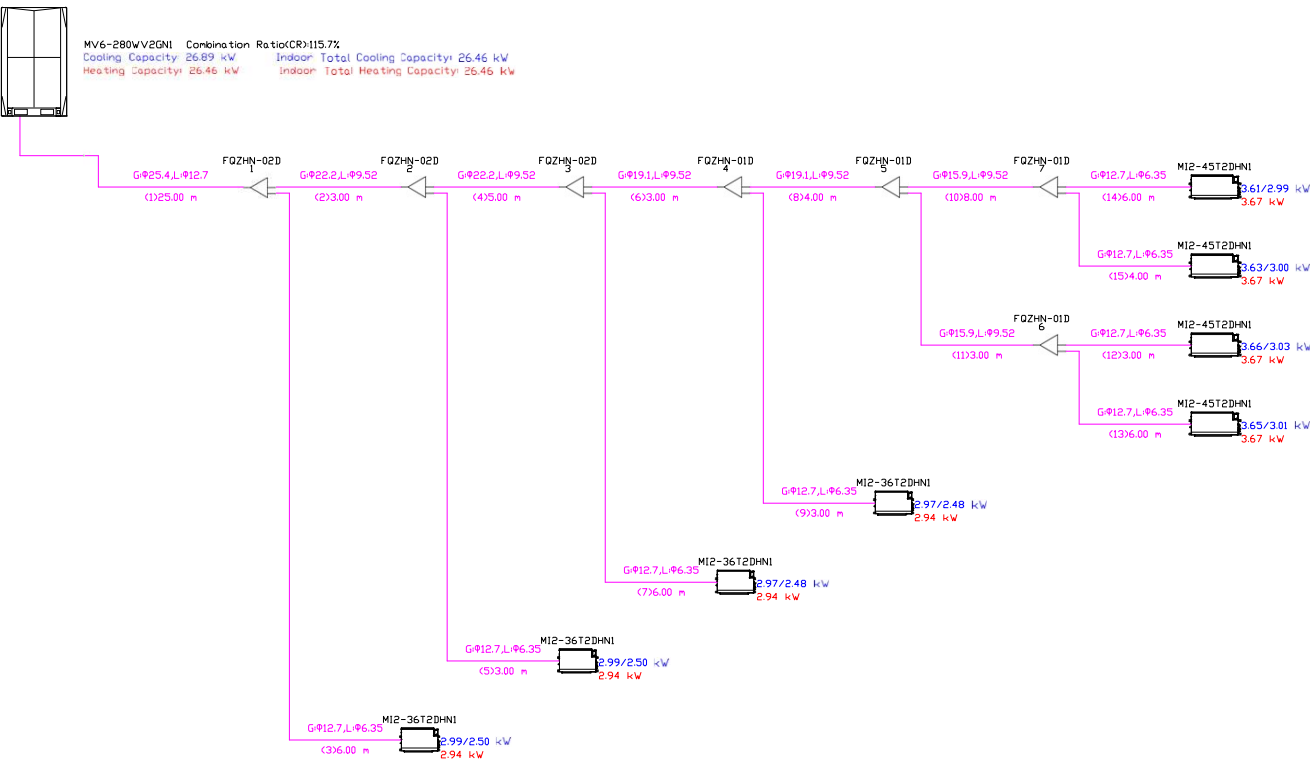 MV6-280WV2GN1 Combination Ratio(CR):115.7%
Cooling Capacity: 26.89 kW Indoor Total Cooling Capacity: 26.46 kW
Heating Capacity: 26.46 kW Indoor Total Heating Capacity: 26.46 kW
FQZHN-02D
1
FQZHN-02D
2
FQZHN-02D
3
FQZHN-01D
4
FQZHN-01D
5
FQZHN-01D
7
G:Φ25.4,L:Φ12.7
(1)25.00 m
G:Φ22.2,L:Φ9.52
(2)3.00 m
G:Φ22.2,L:Φ9.52
(4)5.00 m
G:Φ19.1,L:Φ9.52
(6)3.00 m
G:Φ19.1,L:Φ9.52
(8)4.00 m
G:Φ15.9,L:Φ9.52
(10)8.00 m
G:Φ12.7,L:Φ6.35
(14)6.00 m
MI2-45T2DHN1
3.61/2.99 kW
3.67 kW
G:Φ12.7,L:Φ6.35
(15)4.00 m
MI2-45T2DHN1
3.63/3.00 kW
3.67 kW
FQZHN-01D
6
G:Φ15.9,L:Φ9.52
(11)3.00 m
G:Φ12.7,L:Φ6.35
(12)3.00 m
MI2-45T2DHN1
3.66/3.03 kW
3.67 kW
G:Φ12.7,L:Φ6.35
(13)6.00 m
MI2-45T2DHN1
3.65/3.01 kW
3.67 kW
G:Φ12.7,L:Φ6.35
(9)3.00 m
MI2-36T2DHN1
2.97/2.48 kW
2.94 kW
G:Φ12.7,L:Φ6.35
(7)6.00 m
MI2-36T2DHN1
2.97/2.48 kW
2.94 kW
G:Φ12.7,L:Φ6.35
(5)3.00 m
MI2-36T2DHN1
2.99/2.50 kW
2.94 kW
G:Φ12.7,L:Φ6.35
(3)6.00 m
MI2-36T2DHN1
2.99/2.50 kW
2.94 kW